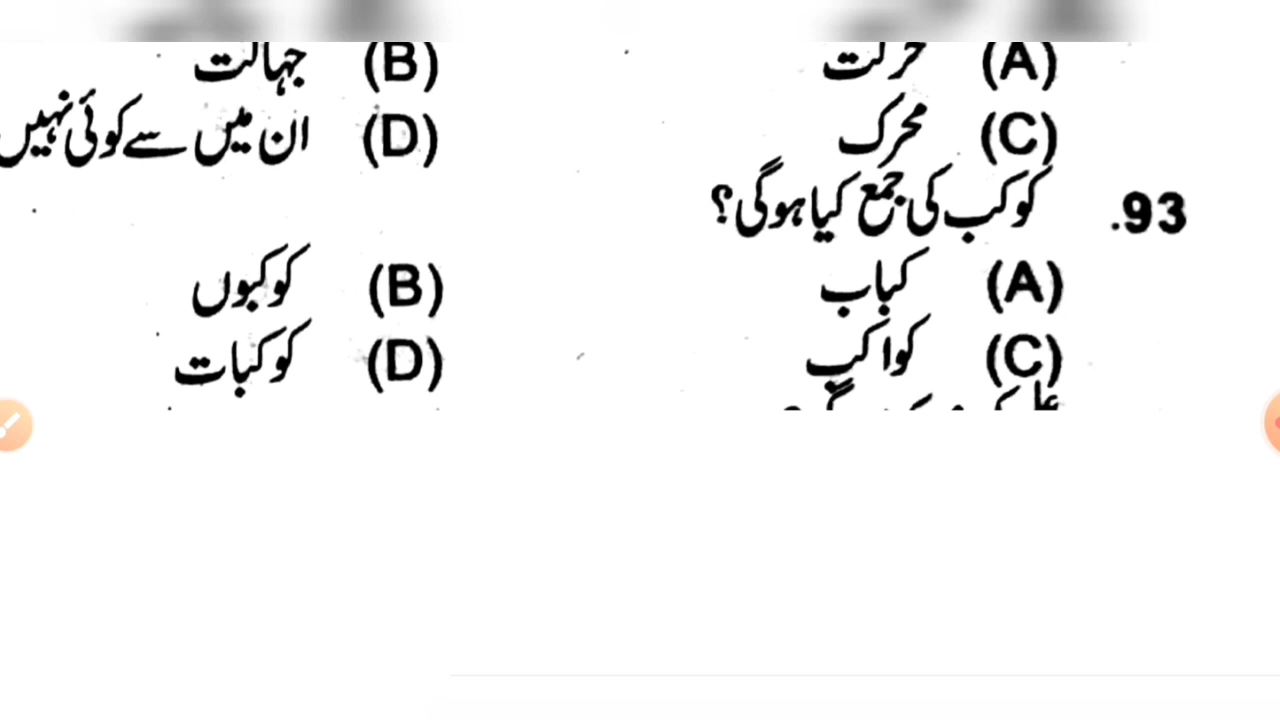 (A) حرکت (B) جہالت
(C) محرک (D) ان میں سے کوئی نہیں
93. کوکب کی جمع کیا ہوگی؟
(A) کباب (B) کوکبوں
(C) کواکب (D) کوکبات